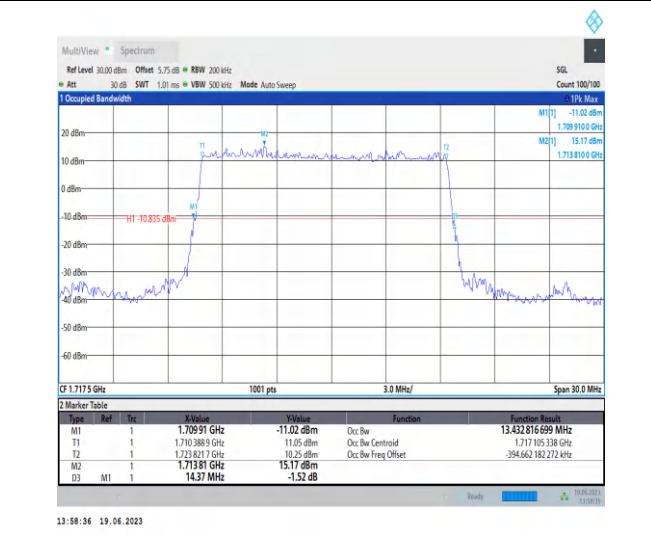 MultiView Spectrum
Ref Level 30.00 dBm Offset 5.75 dB RBW 200 kHz SGL
Att 30 dB SWT 1.01 ms VBW 500 kHz Mode Auto Sweep Count 100/100
1 Occupied Bandwidth 1Pk Max
M1[1] -11.02 dBm
1.709 910 0 GHz
M2[1] 15.17 dBm
1.713 810 0 GHz
20 dBm
M2
T1 T2
10 dBm
0 dBm
M1
-10 dBm
H1 -10.835 dBm
-20 dBm
-30 dBm
-40 dBm
-50 dBm
-60 dBm
CF 1.717 5 GHz 1001 pts 3.0 MHz/ Span 30.0 MHz
2 Marker Table
Type Ref Trc X-Value Y-Value Function Function Result
M1 1 1.709 91 GHz -11.02 dBm Occ Bw 13.432 816 699 MHz
T1 1 1.710 388 9 GHz 11.05 dBm Occ Bw Centroid 1.717 105 338 GHz
T2 1 1.723 821 7 GHz 10.25 dBm Occ Bw Freq Offset -394.662 182 272 kHz
M2 1 1.713 81 GHz 15.17 dBm
D3 M1 1 14.37 MHz -1.52 dB
Ready 19.06.2023
13:58:36 19.06.2023